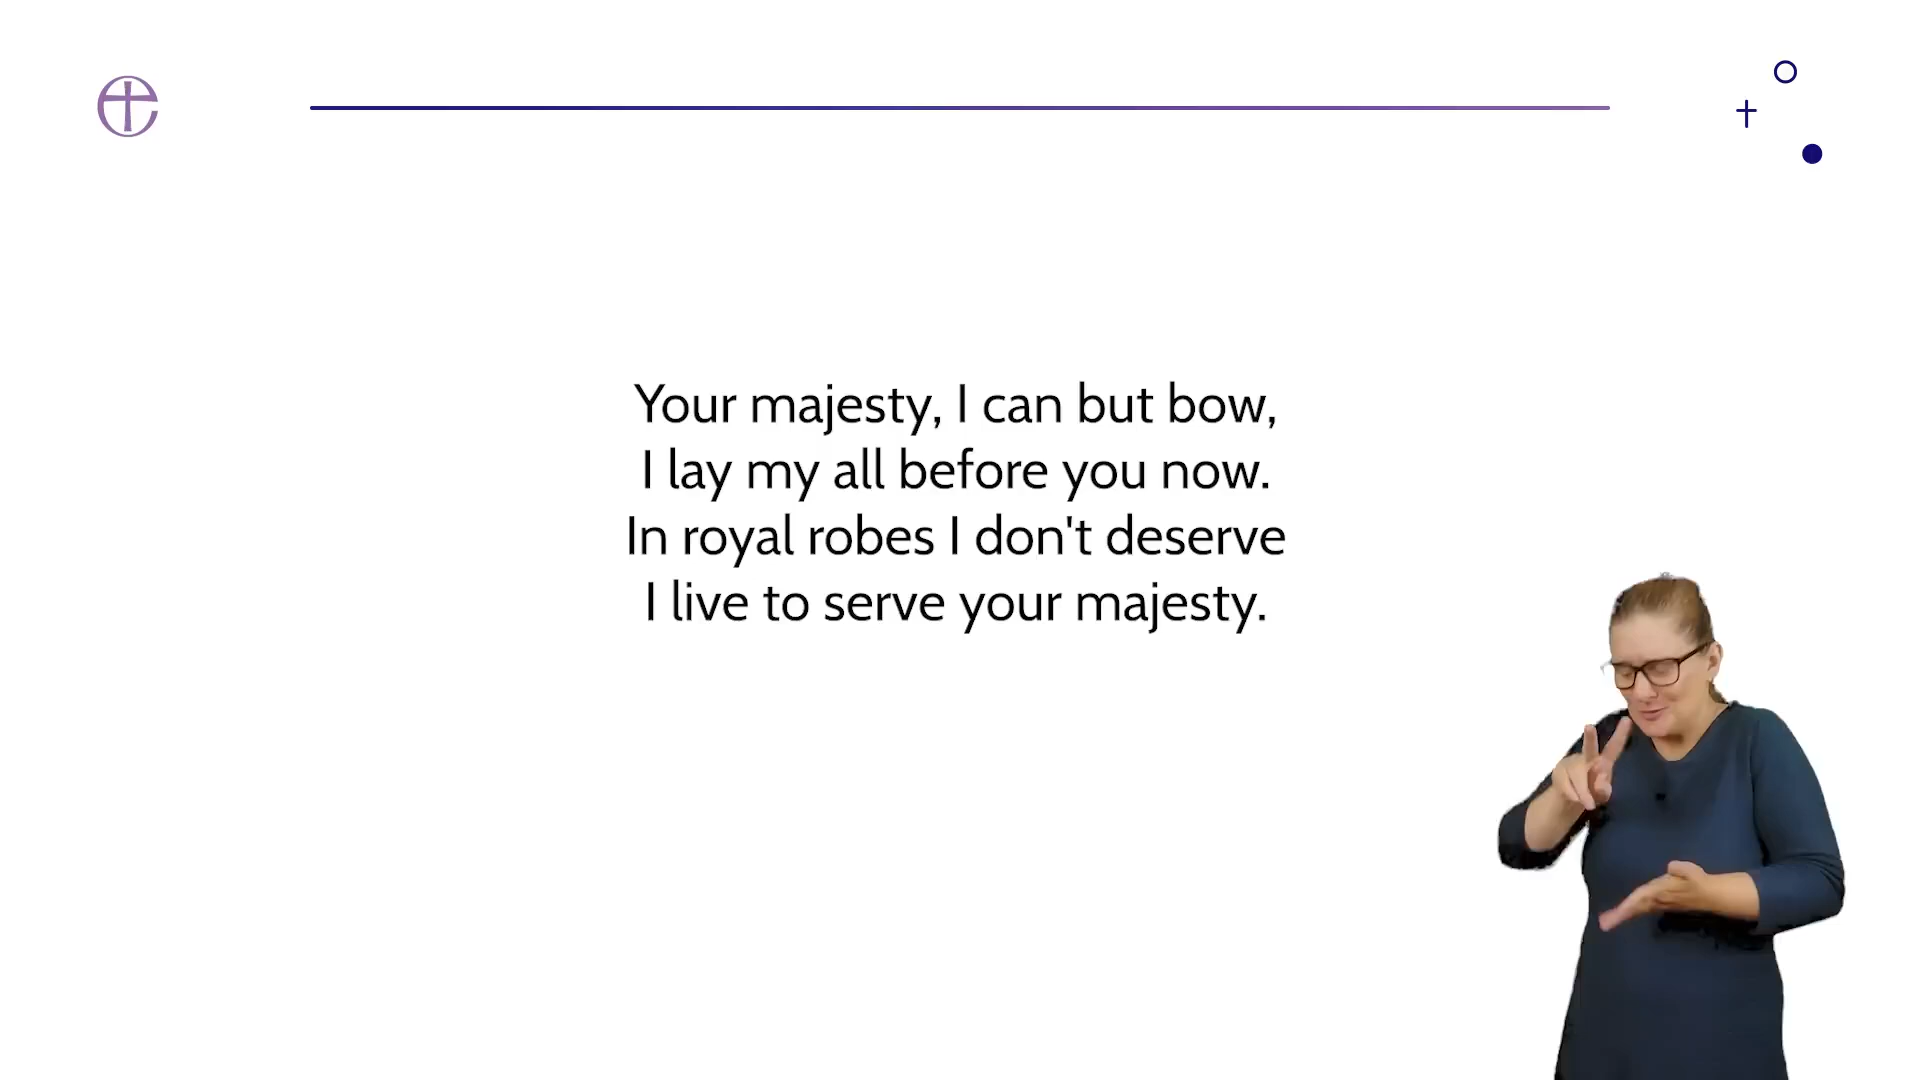 Your majesty, I can but bow,
I lay my all before you now.
In royal robes I don't deserve
I live to serve your majesty.